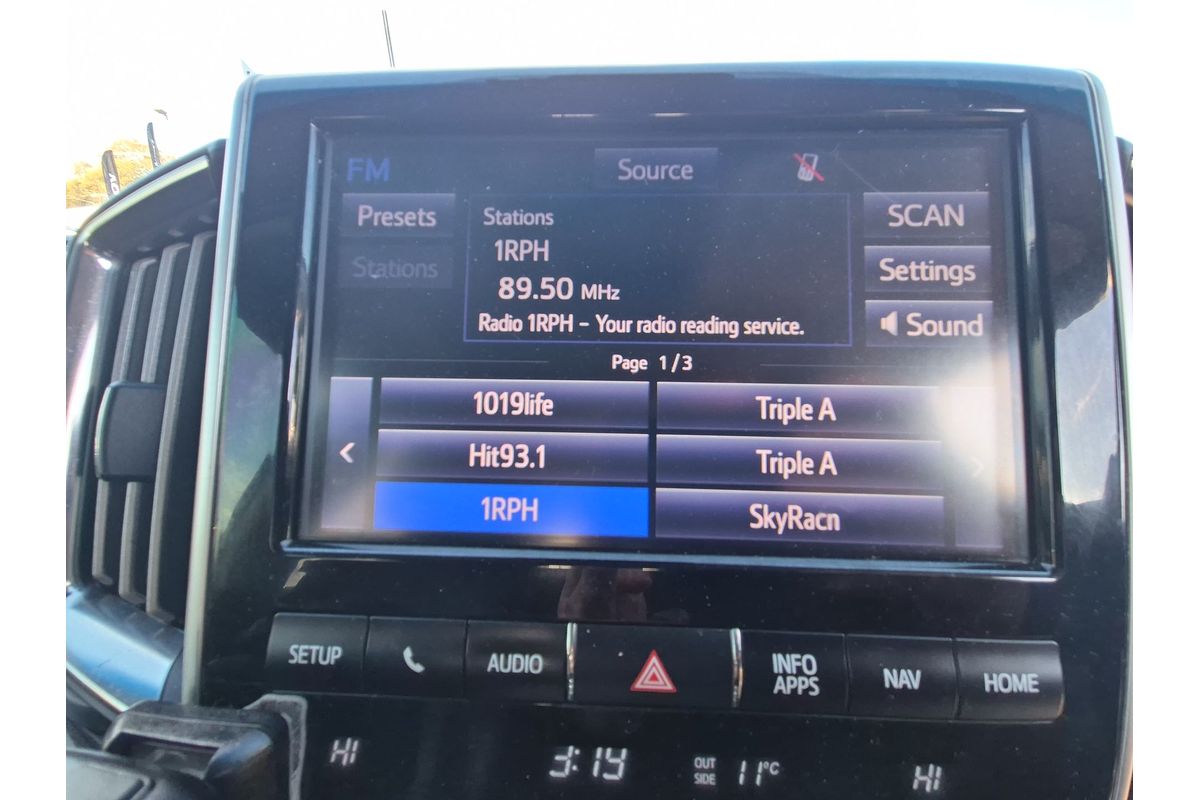 FM
Source
Presets
Stations
SCAN
Stations
1RPH
Settings
89.50 MHz
Radio 1RPH - Your radio reading service.
Sound
Page 1/3
1019life
Triple A
<
Hit93.1
Triple A
>
1RPH
SkyRacn
SETUP
AUDIO
INFO
APPS
NAV
HOME
HI
3:14
OUT
SIDE
11°C
HI